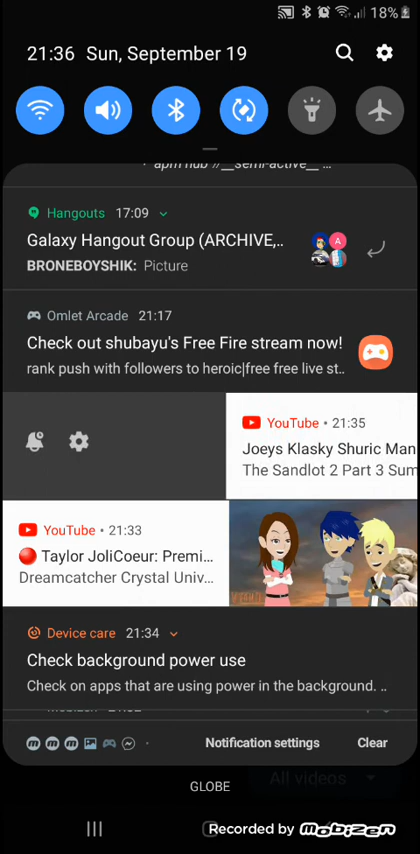 18%
21:36 Sun, September 19
apm hub //__semi-active__ ...
Hangouts 17:09
Galaxy Hangout Group (ARCHIVE,..
A
BRONEBOYSHIK: Picture
Omlet Arcade 21:17
Check out shubayu's Free Fire stream now!
rank push with followers to heroic|free free live st..
YouTube • 21:35
Joeys Klasky Shuric Man
The Sandlot 2 Part 3 Sum
YouTube • 21:33
🔴 Taylor JoliCoeur: Premi...
Dreamcatcher Crystal Univ...
Device care 21:34
Check background power use
Check on apps that are using power in the background. ..
Notification settings Clear
All videos
GLOBE
Recorded by Mobizen